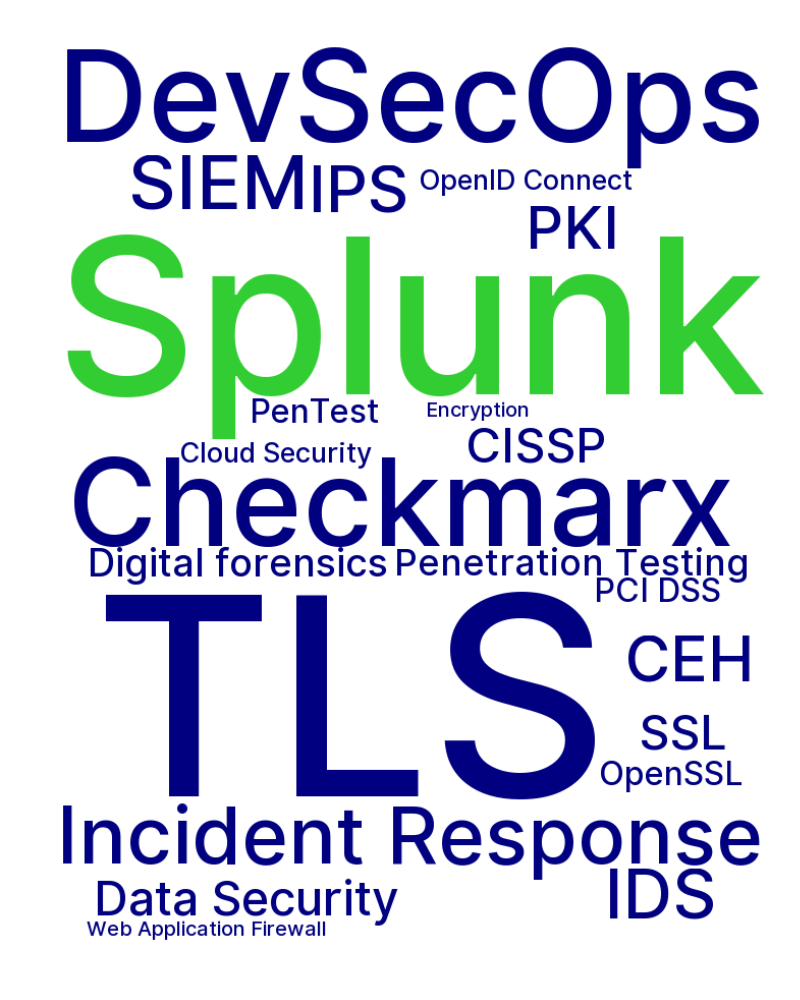 DevSecOps
SIEM IPS OpenID Connect
PKI
Splunk
PenTest Encryption
Cloud Security CISSP
Checkmarx
Digital forensics Penetration Testing
PCI DSS
TLS
CEH
SSL
OpenSSL
Incident Response
Data Security IDS
Web Application Firewall